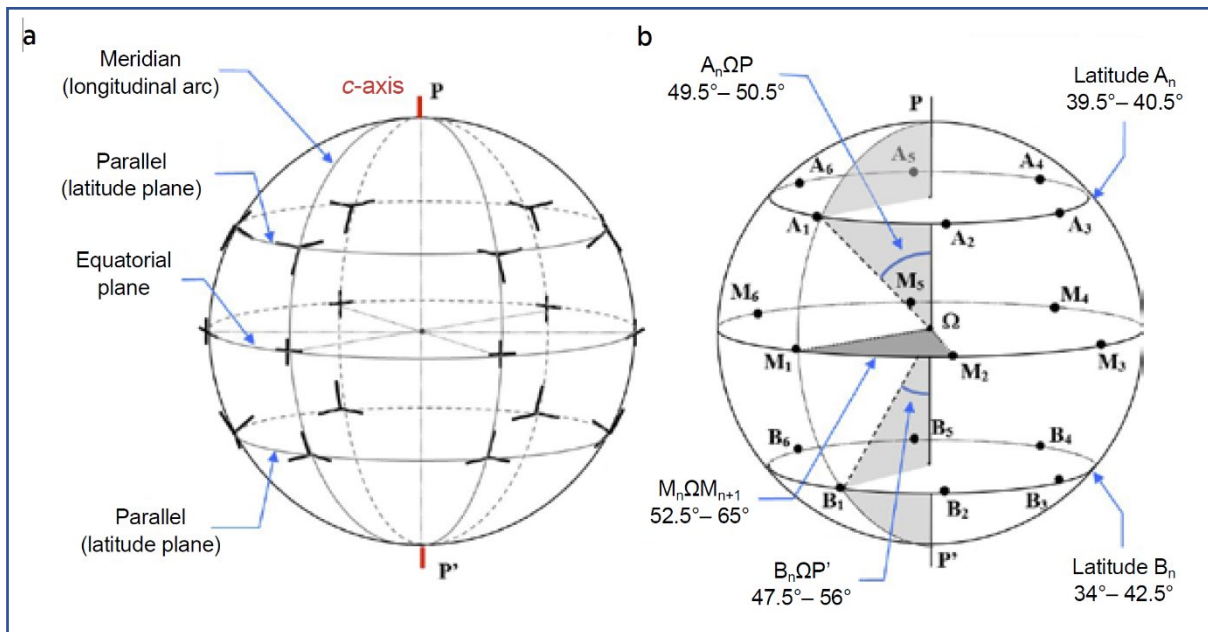 a
Meridian
(longitudinal arc)
c-axis
P
Parallel
(latitude plane)
Equatorial
plane
Parallel
(latitude plane)
P'
b
AₙΩP
49.5°– 50.5°
Latitude Aₙ
39.5°– 40.5°
P
A₅
A₆
A₄
A₁
A₂
A₃
M₅
M₆
M₄
Ω
M₁
M₂
M₃
B₅
B₆
B₄
B₁
B₂
B₃
MₙΩMₙ₊₁
52.5°– 65°
BₙΩP'
47.5°– 56°
P'
Latitude Bₙ
34°– 42.5°